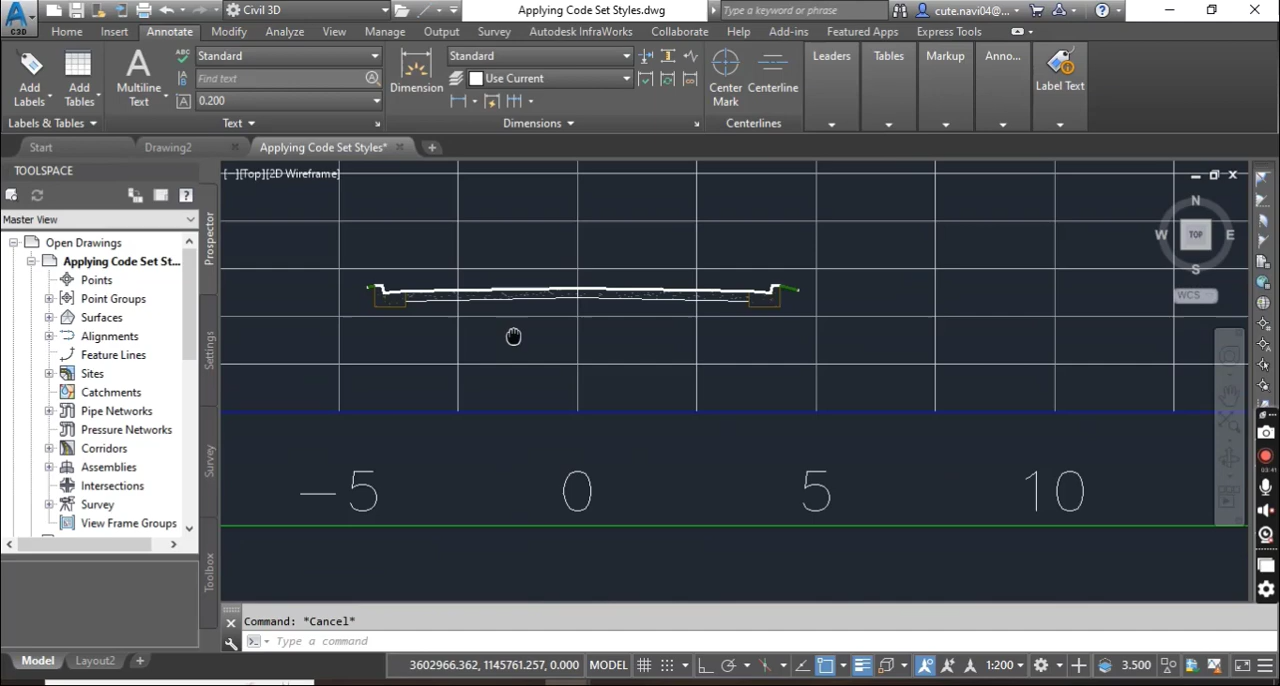 Civil 3D
Applying Code Set Styles.dwg
Type a keyword or phrase
cute.navi04@...
C3D
Home Insert Annotate Modify Analyze View Manage Output Survey Autodesk InfraWorks Collaborate Help Add-ins Featured Apps Express Tools
Standard
Find text
0.200
Standard
Use Current
Add Labels
Add Tables
Multiline Text
Dimension
Center Mark
Centerline
Leaders
Tables
Markup
Anno...
Label Text
Labels & Tables
Text
Dimensions
Centerlines
Start
Drawing2
Applying Code Set Styles*
TOOLSPACE
Master View
Open Drawings
Applying Code Set St...
Points
Point Groups
Surfaces
Alignments
Feature Lines
Sites
Catchments
Pipe Networks
Pressure Networks
Corridors
Assemblies
Intersections
Survey
View Frame Groups
Prospector
Settings
Survey
Toolbox
[−][Top][2D Wireframe]
N
W TOP E
S
WCS
03:41
−5 0 5 10
Command: *Cancel*
Type a command
Model Layout2
3602966.362, 1145761.257, 0.000 MODEL
1:200
3.500